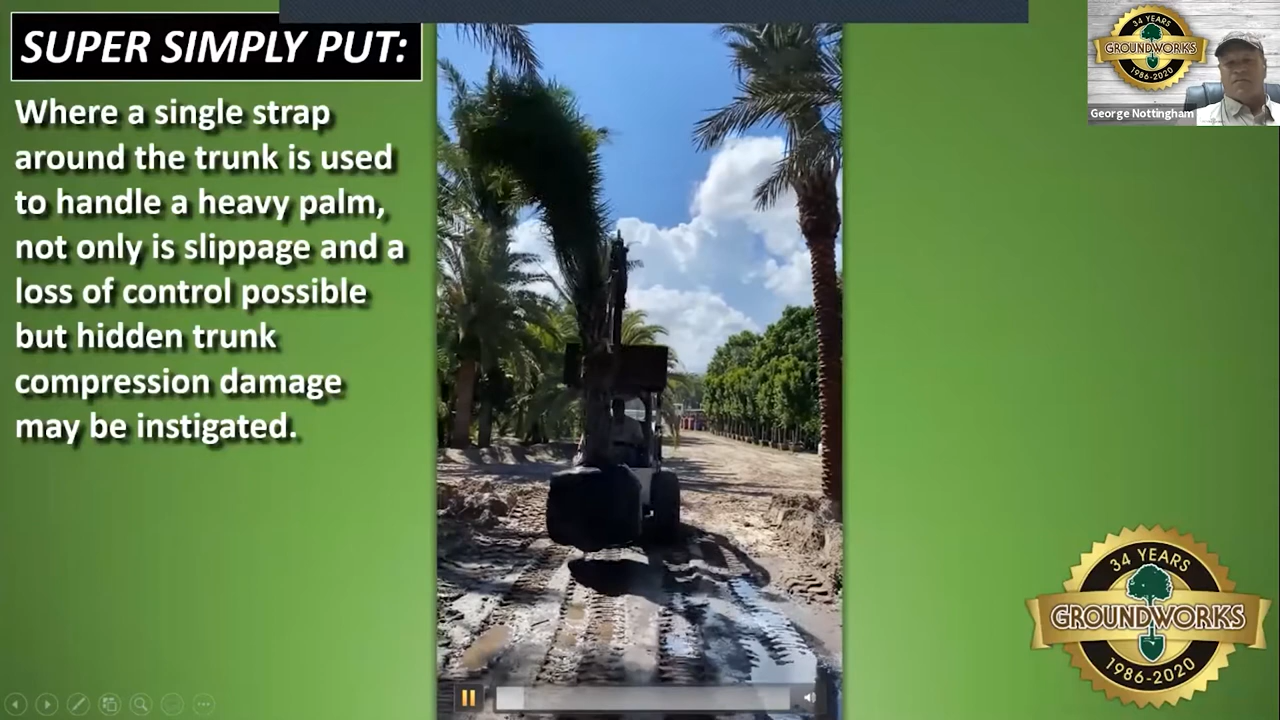 SUPER SIMPLY PUT:
Where a single strap
around the trunk is used
to handle a heavy palm,
not only is slippage and a
loss of control possible
but hidden trunk
compression damage
may be instigated.
34 YEARS
GROUNDWORKS
1986-2020
George Nottingham
34 YEARS
GROUNDWORKS
1986-2020